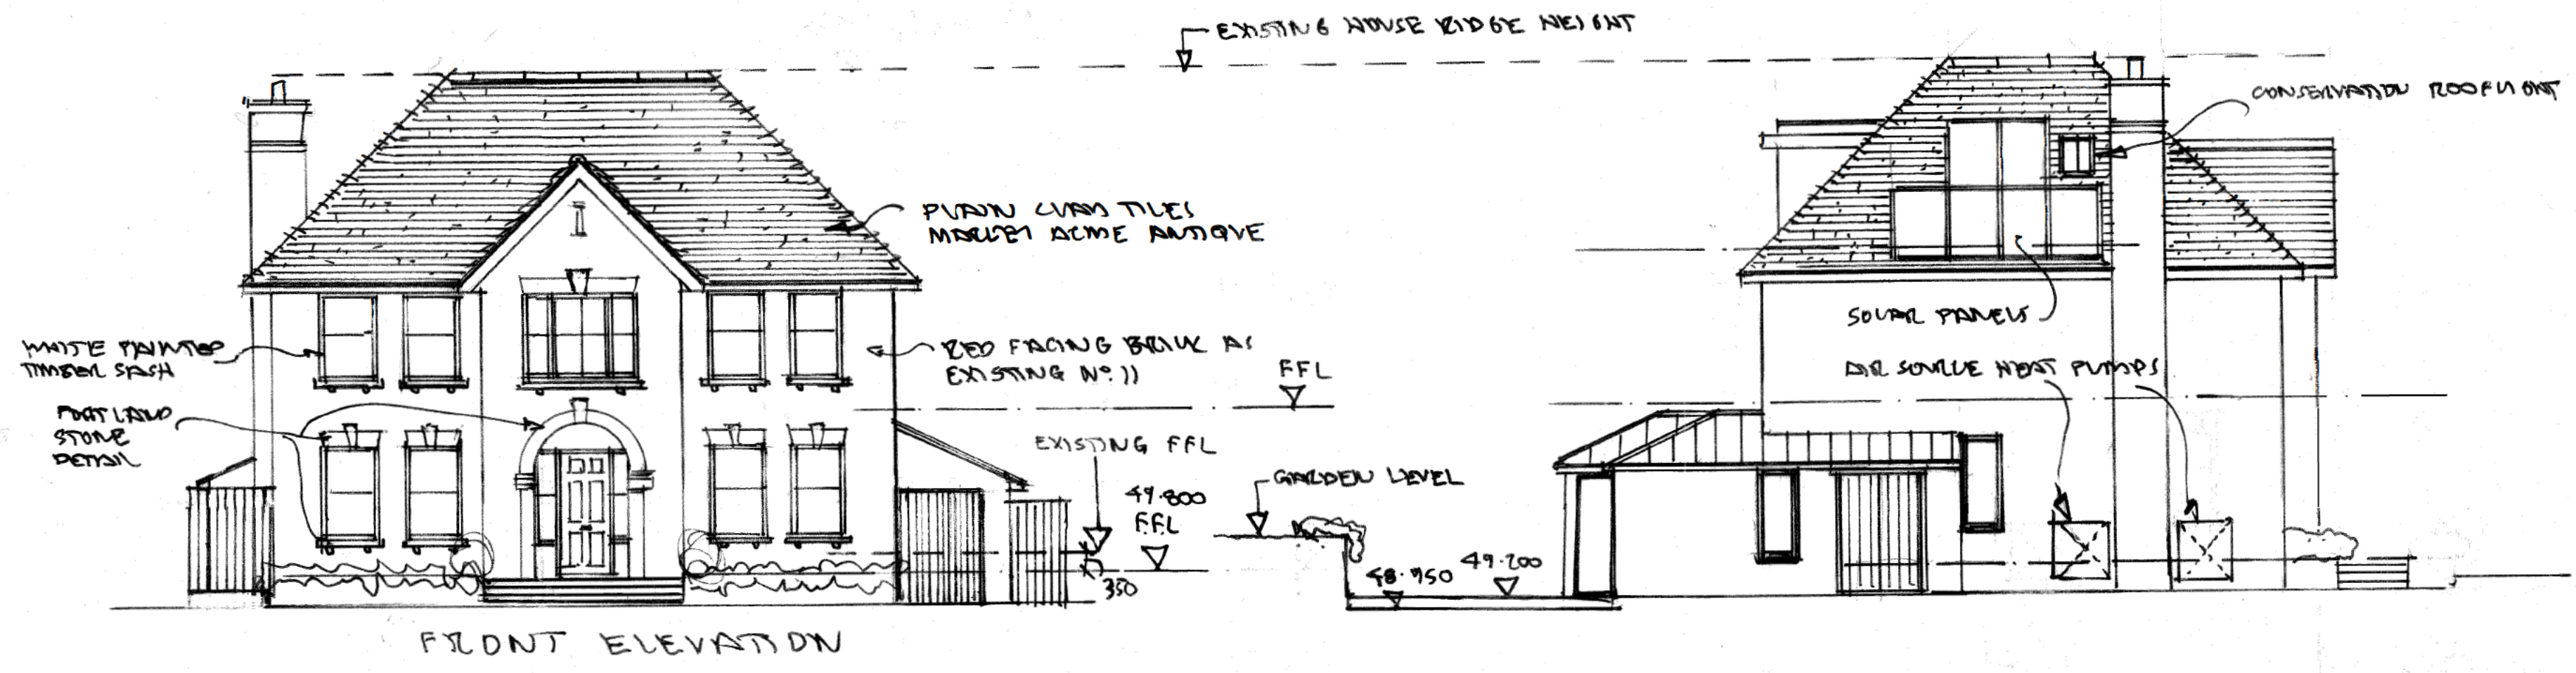 EXISTING HOUSE RIDGE HEIGHT
CONSERVATION ROOFLIGHT
PLAIN CLAY TILES
MARLEY ACME ANTIQUE
WHITE PAINTED
TIMBER SASH
RED FACING BRICK AS
EXISTING No. 11
FFL
SOLAR PANELS
AIR SOURCE HEAT PUMPS
PORTLAND
STONE
DETAIL
EXISTING FFL
GARDEN LEVEL
49.800
FFL
350
48.950
49.200
FRONT ELEVATION